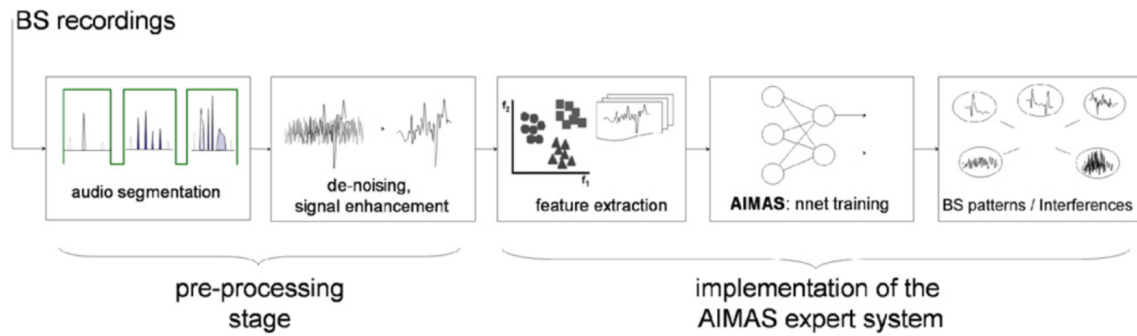 BS recordings
audio segmentation
de-noising,
signal enhancement
f₂
f₁
feature extraction
AIMAS: nnet training
BS patterns / Interferences
pre-processing
stage
implementation of the
AIMAS expert system